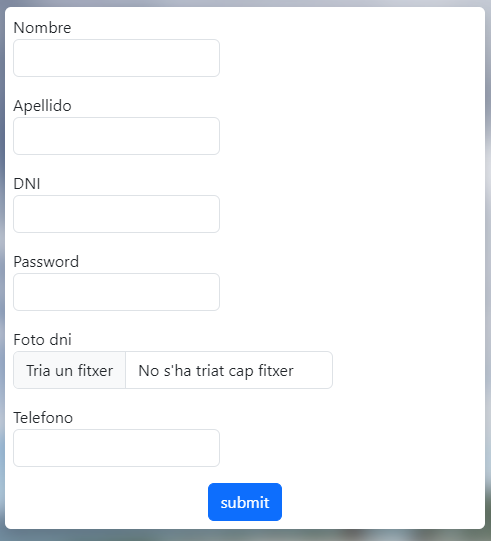 Nombre
Apellido
DNI
Password
Foto dni
Tria un fitxer No s'ha triat cap fitxer
Telefono
submit